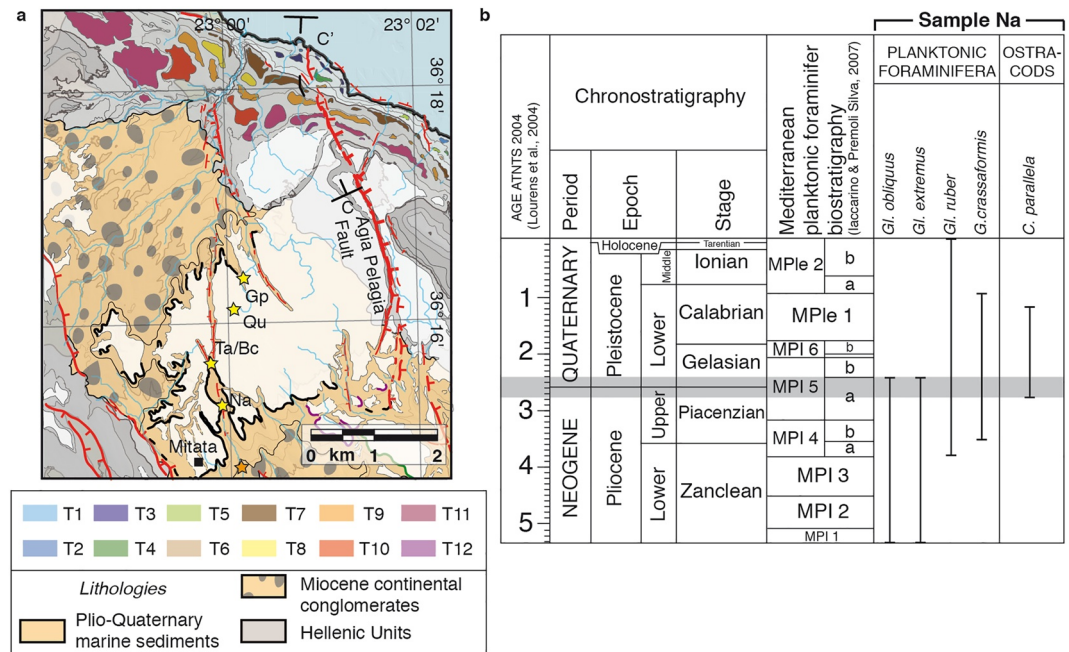 a
23° 00'
23° 02'
C'
36° 18'
C
Agia Pelagia
Fault
Gp
Qu
36° 16'
Ta/Bc
Na
Mitata
0 km 1 2
T1 T3 T5 T7 T9 T11
T2 T4 T6 T8 T10 T12
Lithologies
Miocene continental
conglomerates
Plio-Quaternary
marine sediments
Hellenic Units
b
Sample Na
PLANKTONIC
FORAMINIFERA
OSTRA-
CODS
AGE ATNTS 2004
(Lourens et al., 2004)
Chronostratigraphy
Period
Epoch
Stage
Mediterranean
planktonic foraminifer
biostratigraphy
(Iaccarino & Premoli Silva, 2007)
Gl. obliquus
Gl. extremus
Gl. ruber
G.crassaformis
C. parallela
1
2
3
4
5
QUATERNARY
NEOGENE
Holocene
Pleistocene
Pliocene
Middle
Lower
Upper
Lower
Tarentian
Ionian
Calabrian
Gelasian
Piacenzian
Zanclean
MPle 2
b
a
MPle 1
MPl 6
b
b
MPl 5
a
MPl 4
b
a
MPl 3
MPl 2
MPl 1